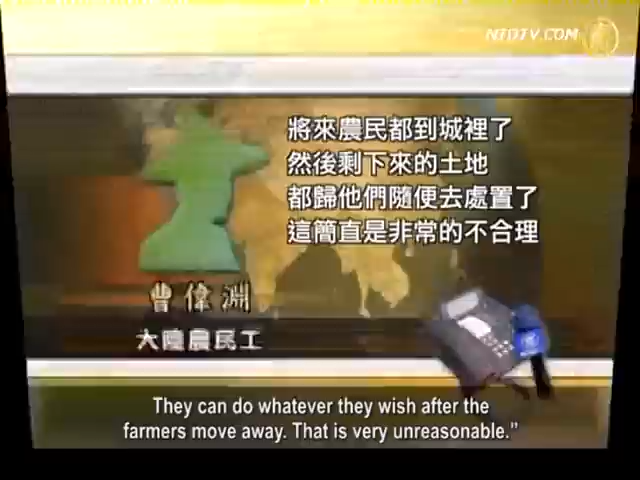 NTDTV.COM
將來農民都到城裡了
然後剩下來的土地
都歸他們隨便去處置了
這簡直是非常的不合理
曾偉淵
大陸農民工
They can do whatever they wish after the
farmers move away. That is very unreasonable.”